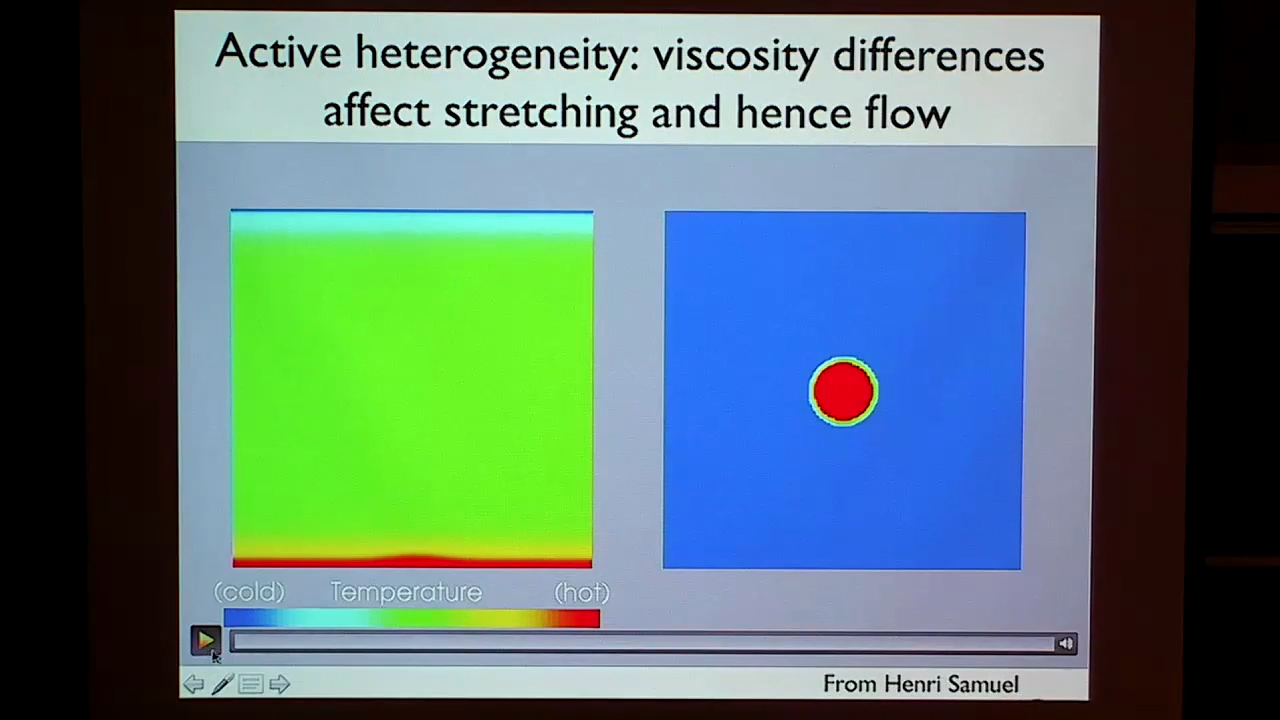 Active heterogeneity: viscosity differences
affect stretching and hence flow
(cold) Temperature (hot)
From Henri Samuel